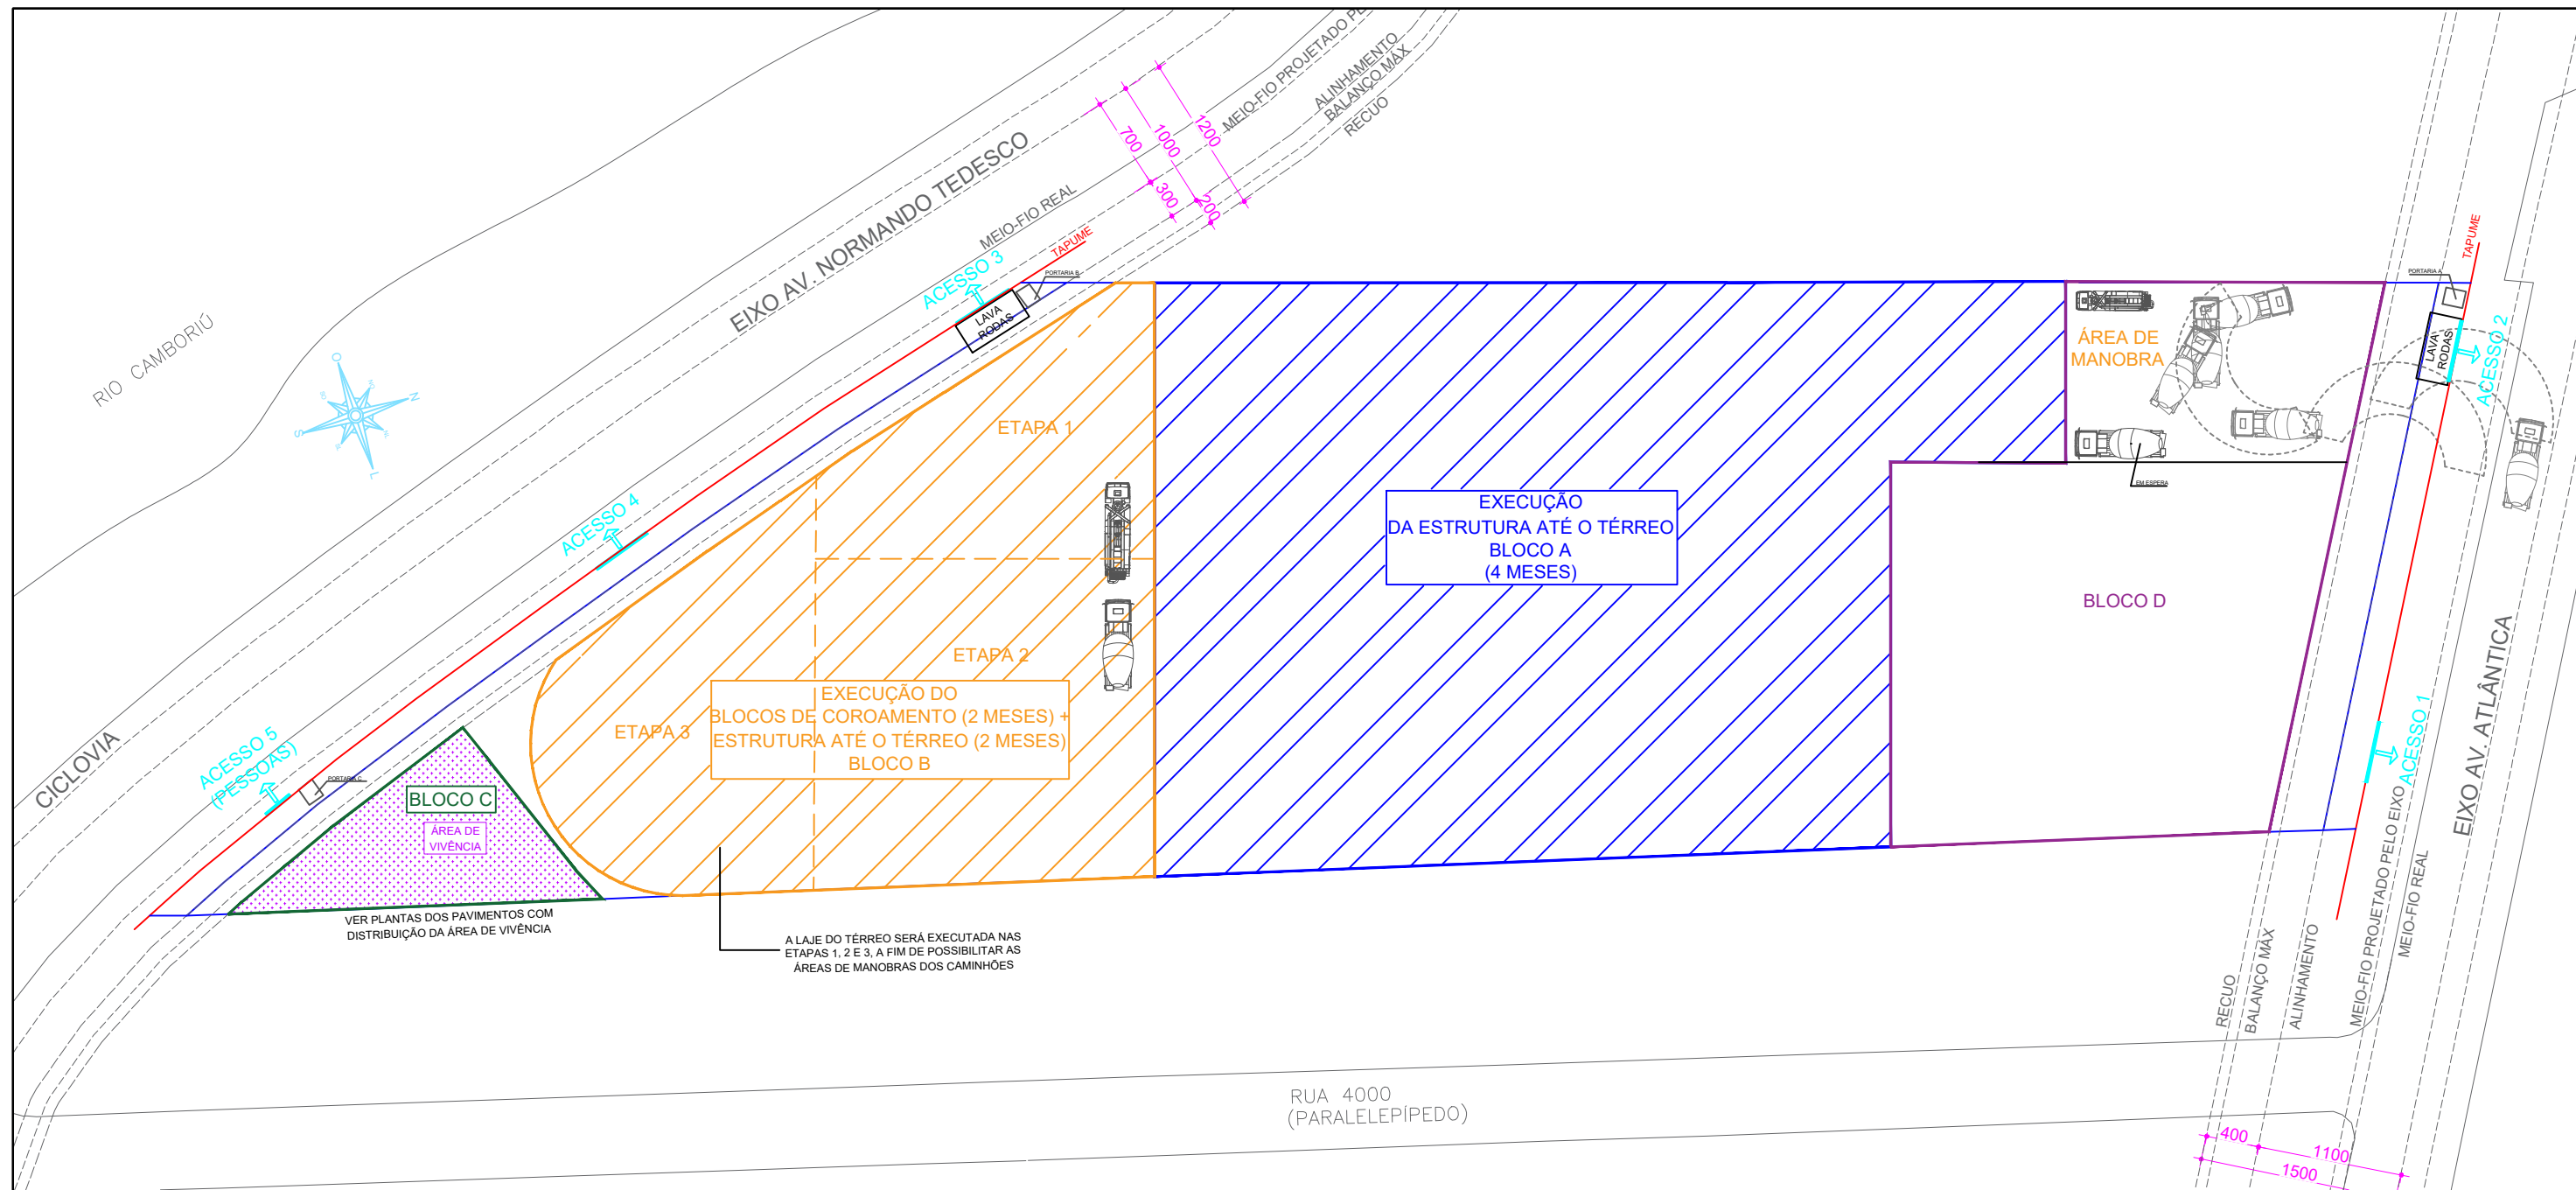 RIO CAMBORIÚ
O
N
S
L
CICLOVIA
EIXO AV. NORMANDO TEDESCO
MEIO-FIO REAL
MEIO-FIO PROJETADO
ALINHAMENTO
BALANÇO MÁX
RECUO
700
1000
1200
300
200
TAPUME
ACESSO 3
PORTARIA B
LAVA
RODAS
ACESSO 4
ACESSO 5
(PESSOAS)
PORTARIA C
BLOCO C
ÁREA DE
VIVÊNCIA
VER PLANTAS DOS PAVIMENTOS COM
DISTRIBUIÇÃO DA ÁREA DE VIVÊNCIA
ETAPA 1
ETAPA 2
ETAPA 3
EXECUÇÃO DO
BLOCOS DE COROAMENTO (2 MESES) +
ESTRUTURA ATÉ O TÉRREO (2 MESES)
BLOCO B
A LAJE DO TÉRREO SERÁ EXECUTADA NAS
ETAPAS 1, 2 E 3, A FIM DE POSSIBILITAR AS
ÁREAS DE MANOBRAS DOS CAMINHÕES
EXECUÇÃO
DA ESTRUTURA ATÉ O TÉRREO
BLOCO A
(4 MESES)
ÁREA DE
MANOBRA
EM ESPERA
BLOCO D
PORTARIA A
TAPUME
LAVA
RODAS
ACESSO 2
ACESSO 1
EIXO AV. ATLÂNTICA
RECUO
BALANÇO MÁX
ALINHAMENTO
MEIO-FIO PROJETADO PELO EIXO
MEIO-FIO REAL
RUA 4000
(PARALELEPÍPEDO)
400
1100
1500